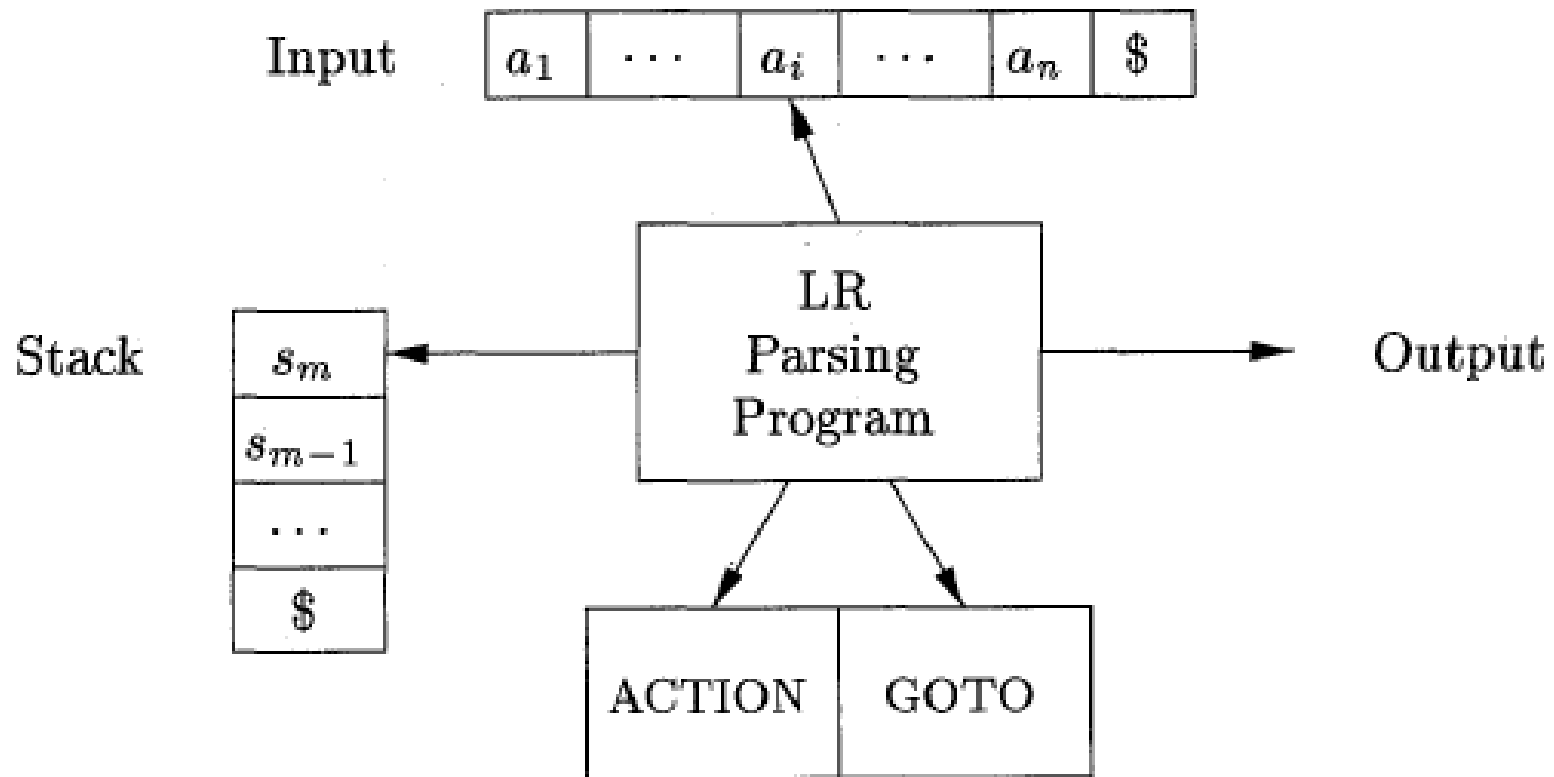 Input a₁ ··· aᵢ ··· aₙ $
LR
Parsing
Program
Stack
sₘ
sₘ₋₁
···
$
Output
ACTION GOTO